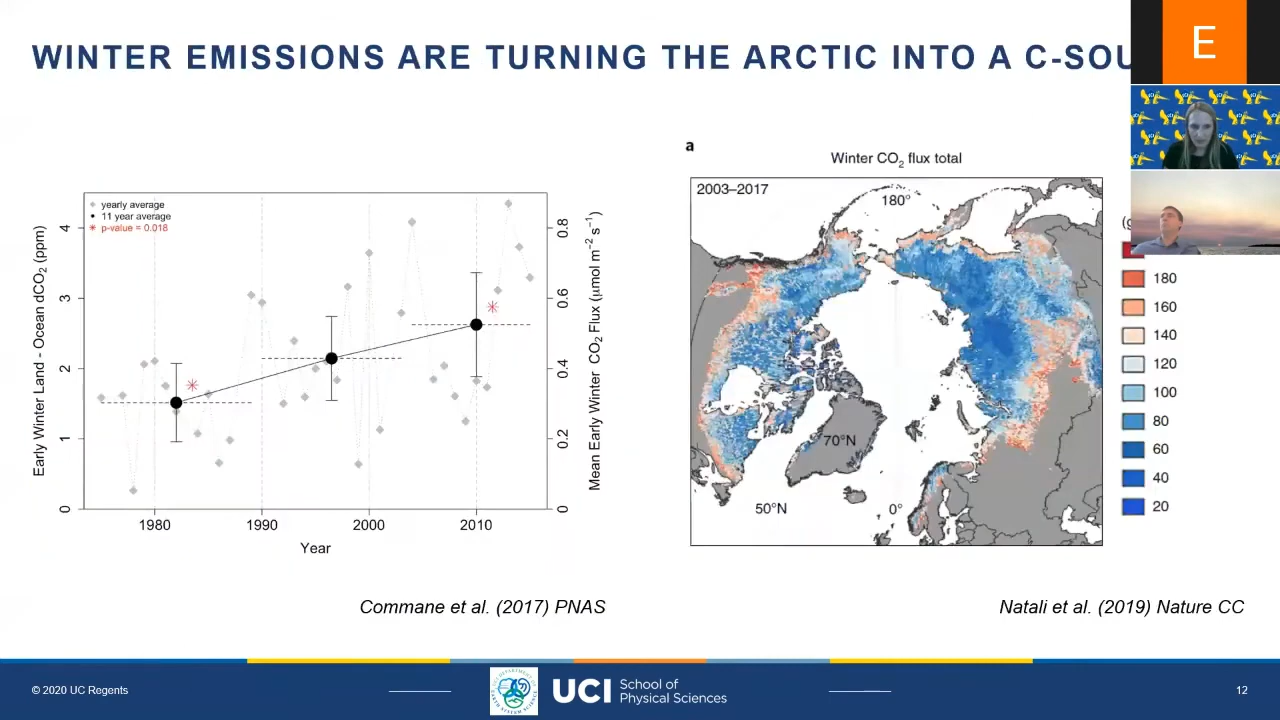 WINTER EMISSIONS ARE TURNING THE ARCTIC INTO A C-SOU
E
a
Winter CO₂ flux total
yearly average
11 year average
p-value = 0.018
Early Winter Land - Ocean dCO₂ (ppm)
0 1 2 3 4
1980 1990 2000 2010
Year
0 0.2 0.4 0.6 0.8
Mean Early Winter CO₂ Flux (μmol m⁻² s⁻¹)
2003–2017
180°
70°N
50°N
0°
(g
180
160
140
120
100
80
60
40
20
Commane et al. (2017) PNAS
Natali et al. (2019) Nature CC
© 2020 UC Regents
UCI
School of
Physical Sciences
12